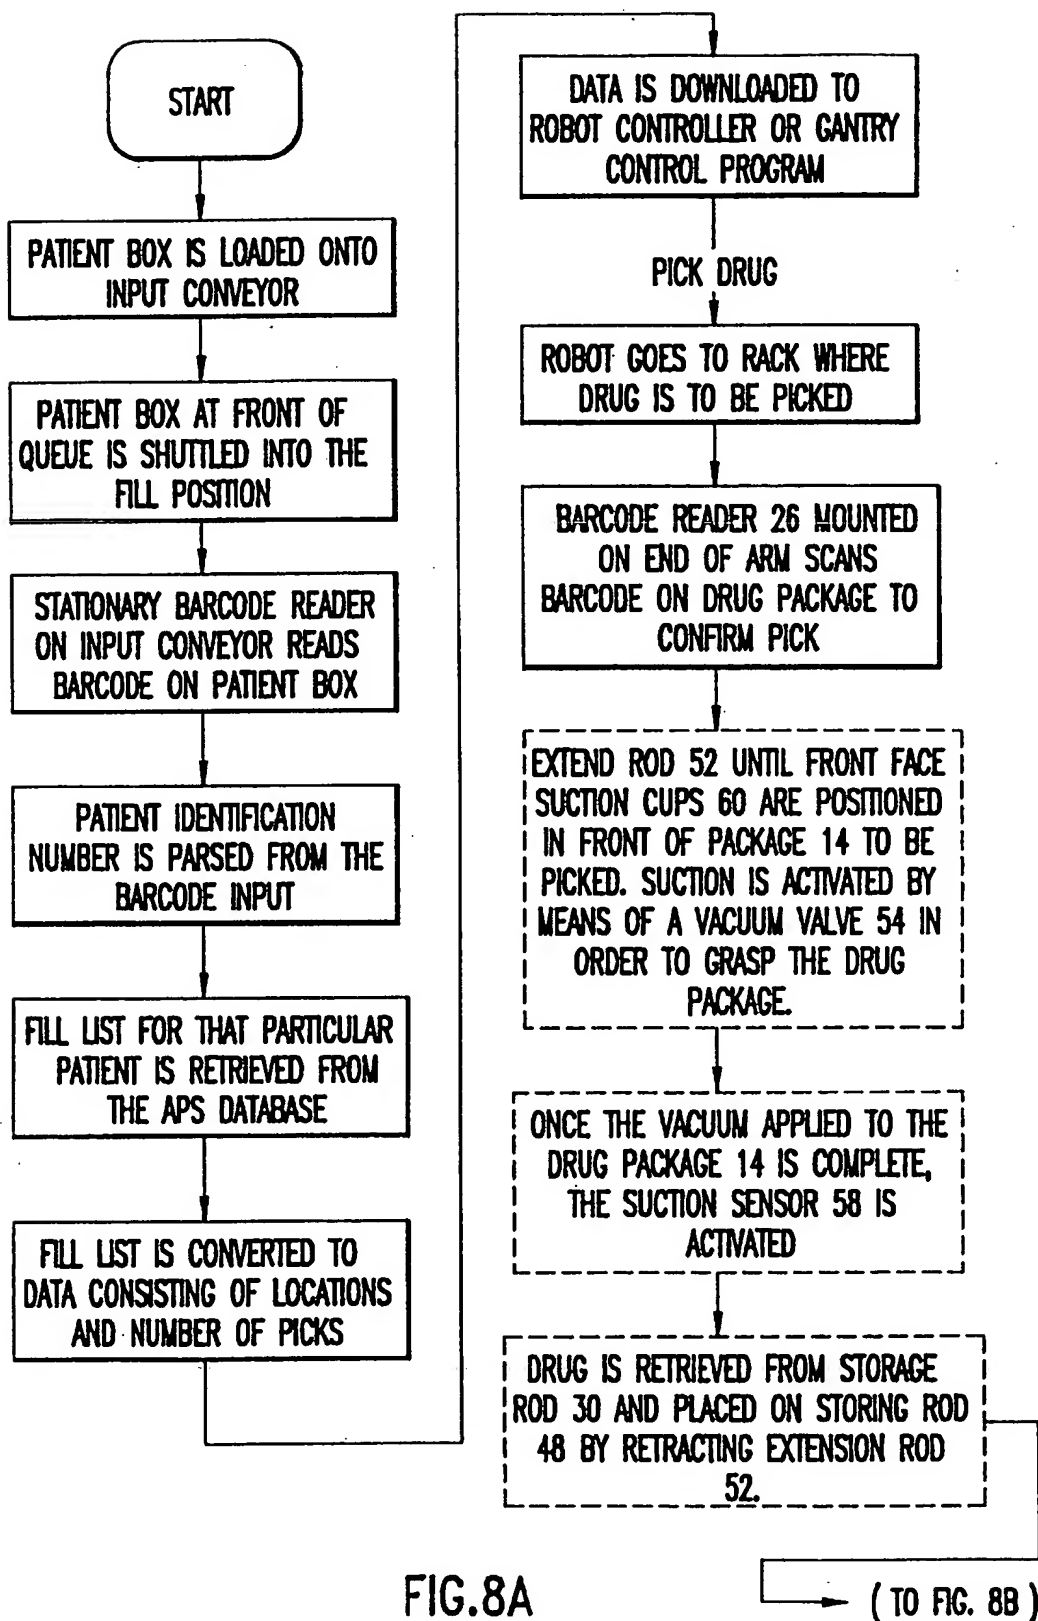 START
PATIENT BOX IS LOADED ONTO
INPUT CONVEYOR
PATIENT BOX AT FRONT OF
QUEUE IS SHUTTLED INTO THE
FILL POSITION
STATIONARY BARCODE READER
ON INPUT CONVEYOR READS
BARCODE ON PATIENT BOX
PATIENT IDENTIFICATION
NUMBER IS PARSED FROM THE
BARCODE INPUT
FILL LIST FOR THAT PARTICULAR
PATIENT IS RETRIEVED FROM
THE APS DATABASE
FILL LIST IS CONVERTED TO
DATA CONSISTING OF LOCATIONS
AND NUMBER OF PICKS
DATA IS DOWNLOADED TO
ROBOT CONTROLLER OR GANTRY
CONTROL PROGRAM
PICK DRUG
ROBOT GOES TO RACK WHERE
DRUG IS TO BE PICKED
BARCODE READER 26 MOUNTED
ON END OF ARM SCANS
BARCODE ON DRUG PACKAGE TO
CONFIRM PICK
EXTEND ROD 52 UNTIL FRONT FACE
SUCTION CUPS 60 ARE POSITIONED
IN FRONT OF PACKAGE 14 TO BE
PICKED. SUCTION IS ACTIVATED BY
MEANS OF A VACUUM VALVE 54 IN
ORDER TO GRASP THE DRUG
PACKAGE.
ONCE THE VACUUM APPLIED TO THE
DRUG PACKAGE 14 IS COMPLETE,
THE SUCTION SENSOR 58 IS
ACTIVATED
DRUG IS RETRIEVED FROM STORAGE
ROD 30 AND PLACED ON STORING ROD
48 BY RETRACTING EXTENSION ROD
52.
FIG.8A
( TO FIG. 8B )